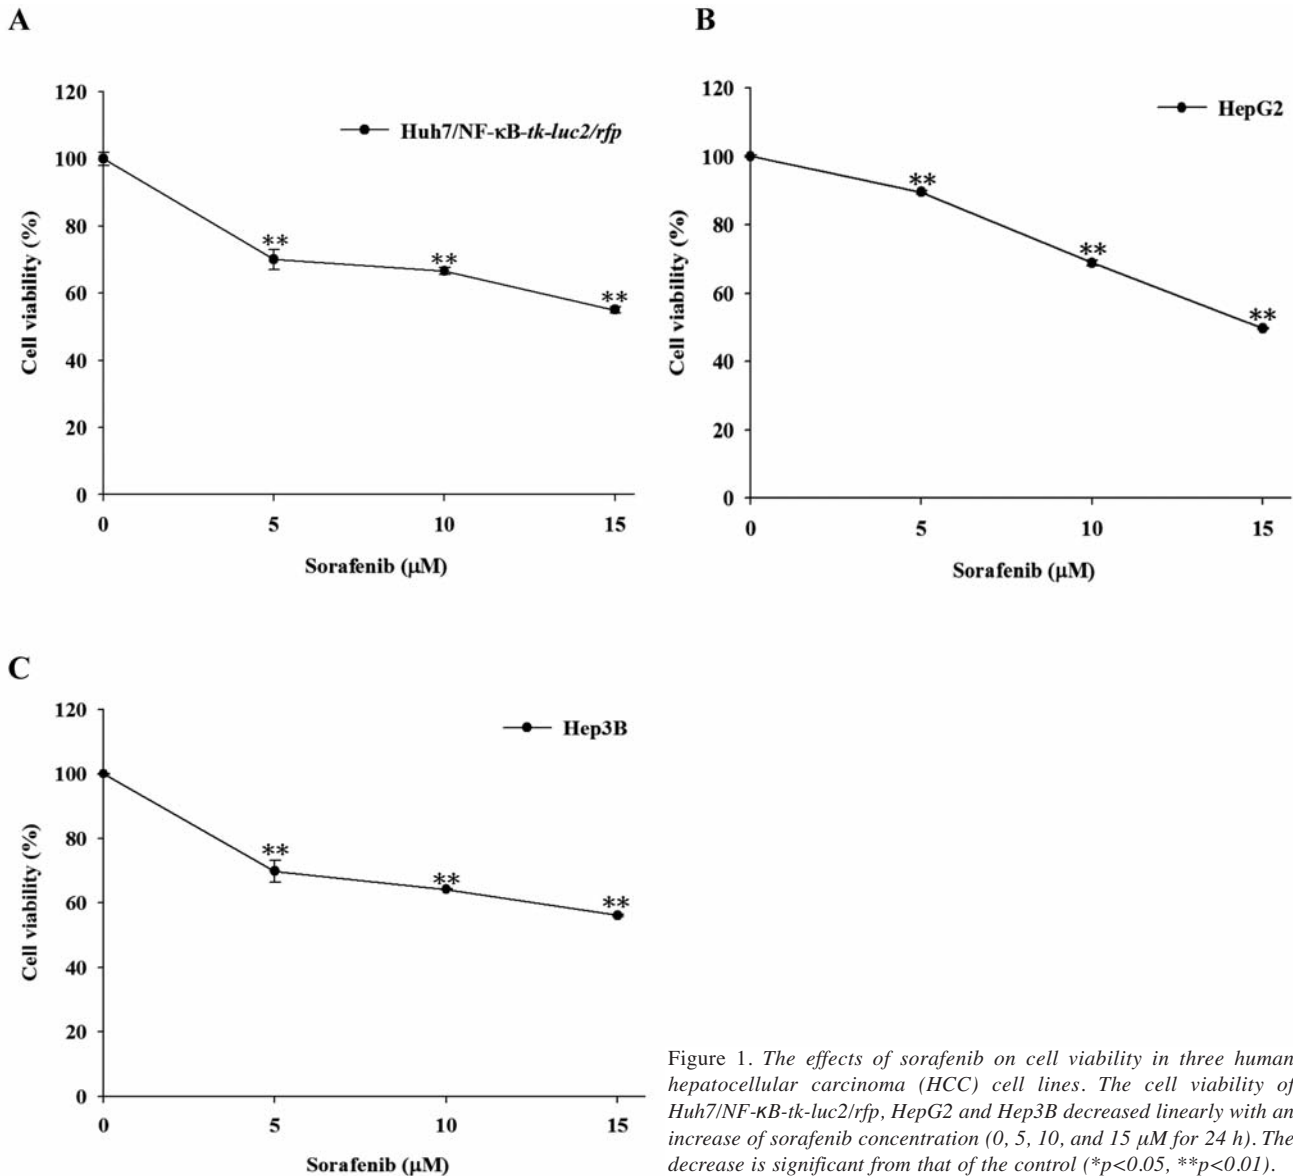 A
120
100
80
60
40
20
0
Cell viability (%)
Huh7/NF-κB-tk-luc2/rfp
**
**
**
0 5 10 15
Sorafenib (μM)
B
120
100
80
60
40
20
0
Cell viability (%)
HepG2
**
**
**
0 5 10 15
Sorafenib (μM)
C
120
100
80
60
40
20
0
Cell viability (%)
Hep3B
**
**
**
0 5 10 15
Sorafenib (μM)
Figure 1. The effects of sorafenib on cell viability in three human
hepatocellular carcinoma (HCC) cell lines. The cell viability of
Huh7/NF-κB-tk-luc2/rfp, HepG2 and Hep3B decreased linearly with an
increase of sorafenib concentration (0, 5, 10, and 15 μM for 24 h). The
decrease is significant from that of the control (*p<0.05, **p<0.01).